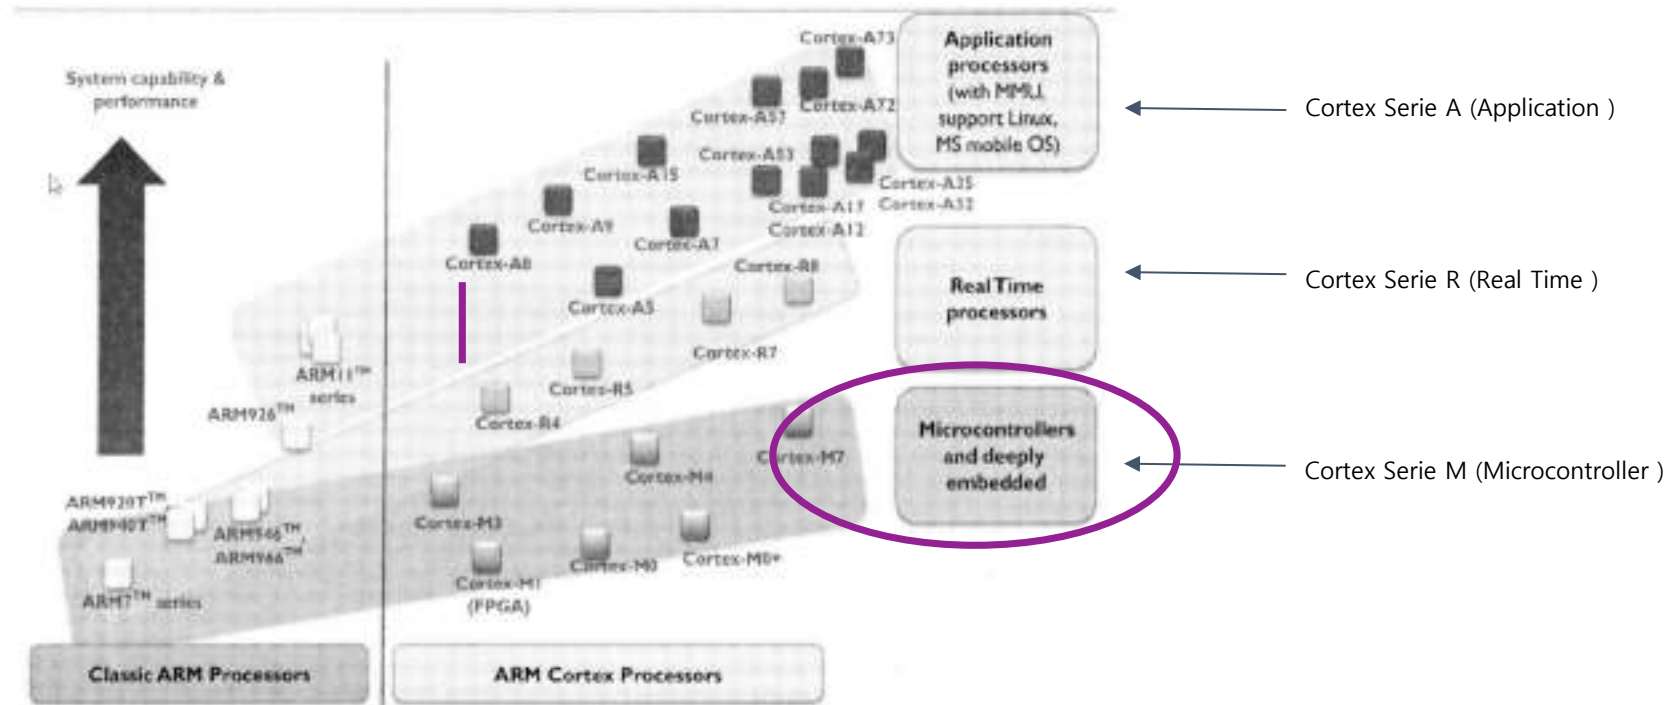 System capability &
performance
Cortex-A73
Cortex-A72
Cortex-A57
Cortex-A53
Cortex-A35
Cortex-A32
Cortex-A17
Cortex-A12
Cortex-A15
Cortex-A9
Cortex-A7
Cortex-A8
Cortex-A5
Cortex-R8
Cortex-R7
Cortex-R5
Cortex-R4
ARM11™
series
ARM926™
Cortex-M7
Cortex-M4
Cortex-M3
ARM920T™
ARM940T™
ARM946™,
ARM966™
Cortex-M0+
Cortex-M0
Cortex-M1
(FPGA)
ARM7™ series
Classic ARM Processors
ARM Cortex Processors
Application
processors
(with MMU,
support Linux,
MS mobile OS)
Real Time
processors
Microcontrollers
and deeply
embedded
Cortex Serie A (Application )
Cortex Serie R (Real Time )
Cortex Serie M (Microcontroller )